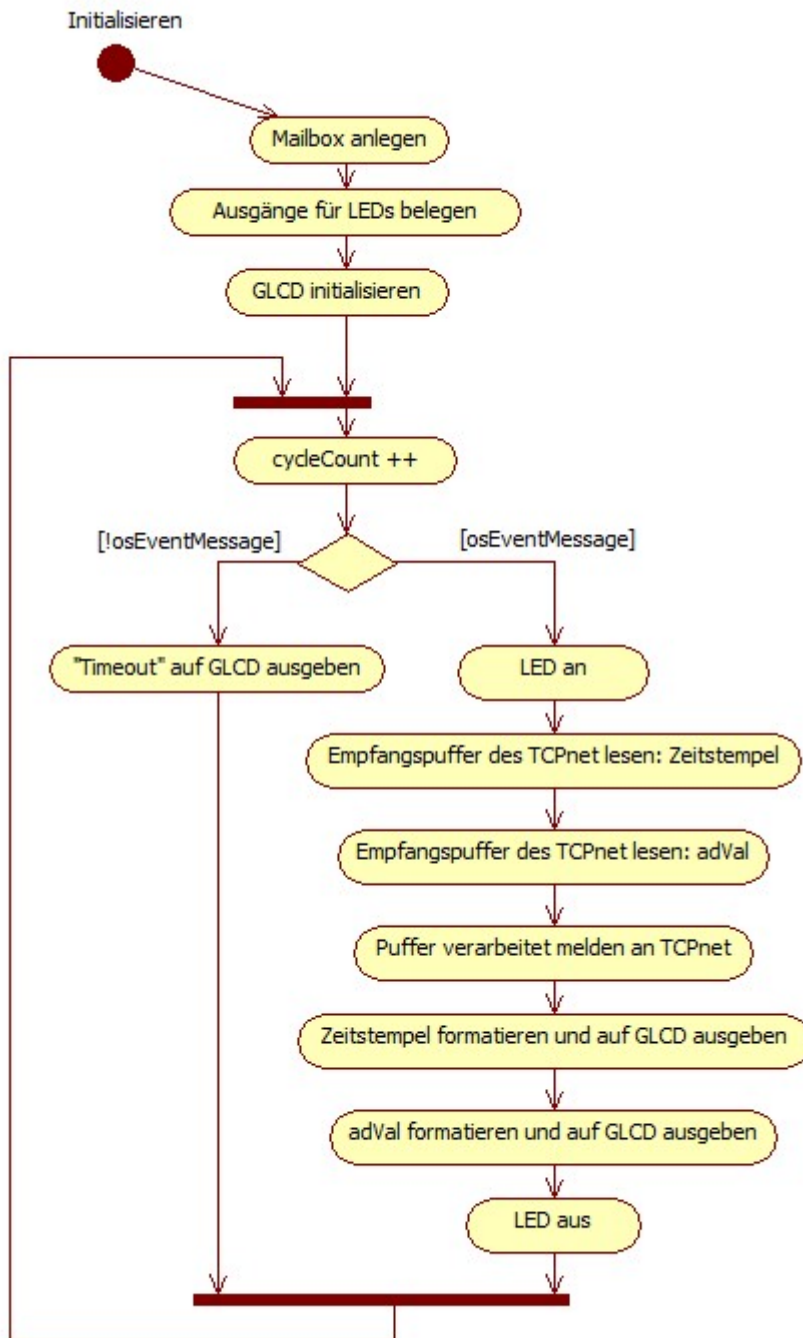 Initialisieren
Mailbox anlegen
Ausgänge für LEDs belegen
GLCD initialisieren
cycleCount ++
[!osEventMessage]
[osEventMessage]
"Timeout" auf GLCD ausgeben
LED an
Empfangspuffer des TCPnet lesen: Zeitstempel
Empfangspuffer des TCPnet lesen: adVal
Puffer verarbeitet melden an TCPnet
Zeitstempel formatieren und auf GLCD ausgeben
adVal formatieren und auf GLCD ausgeben
LED aus